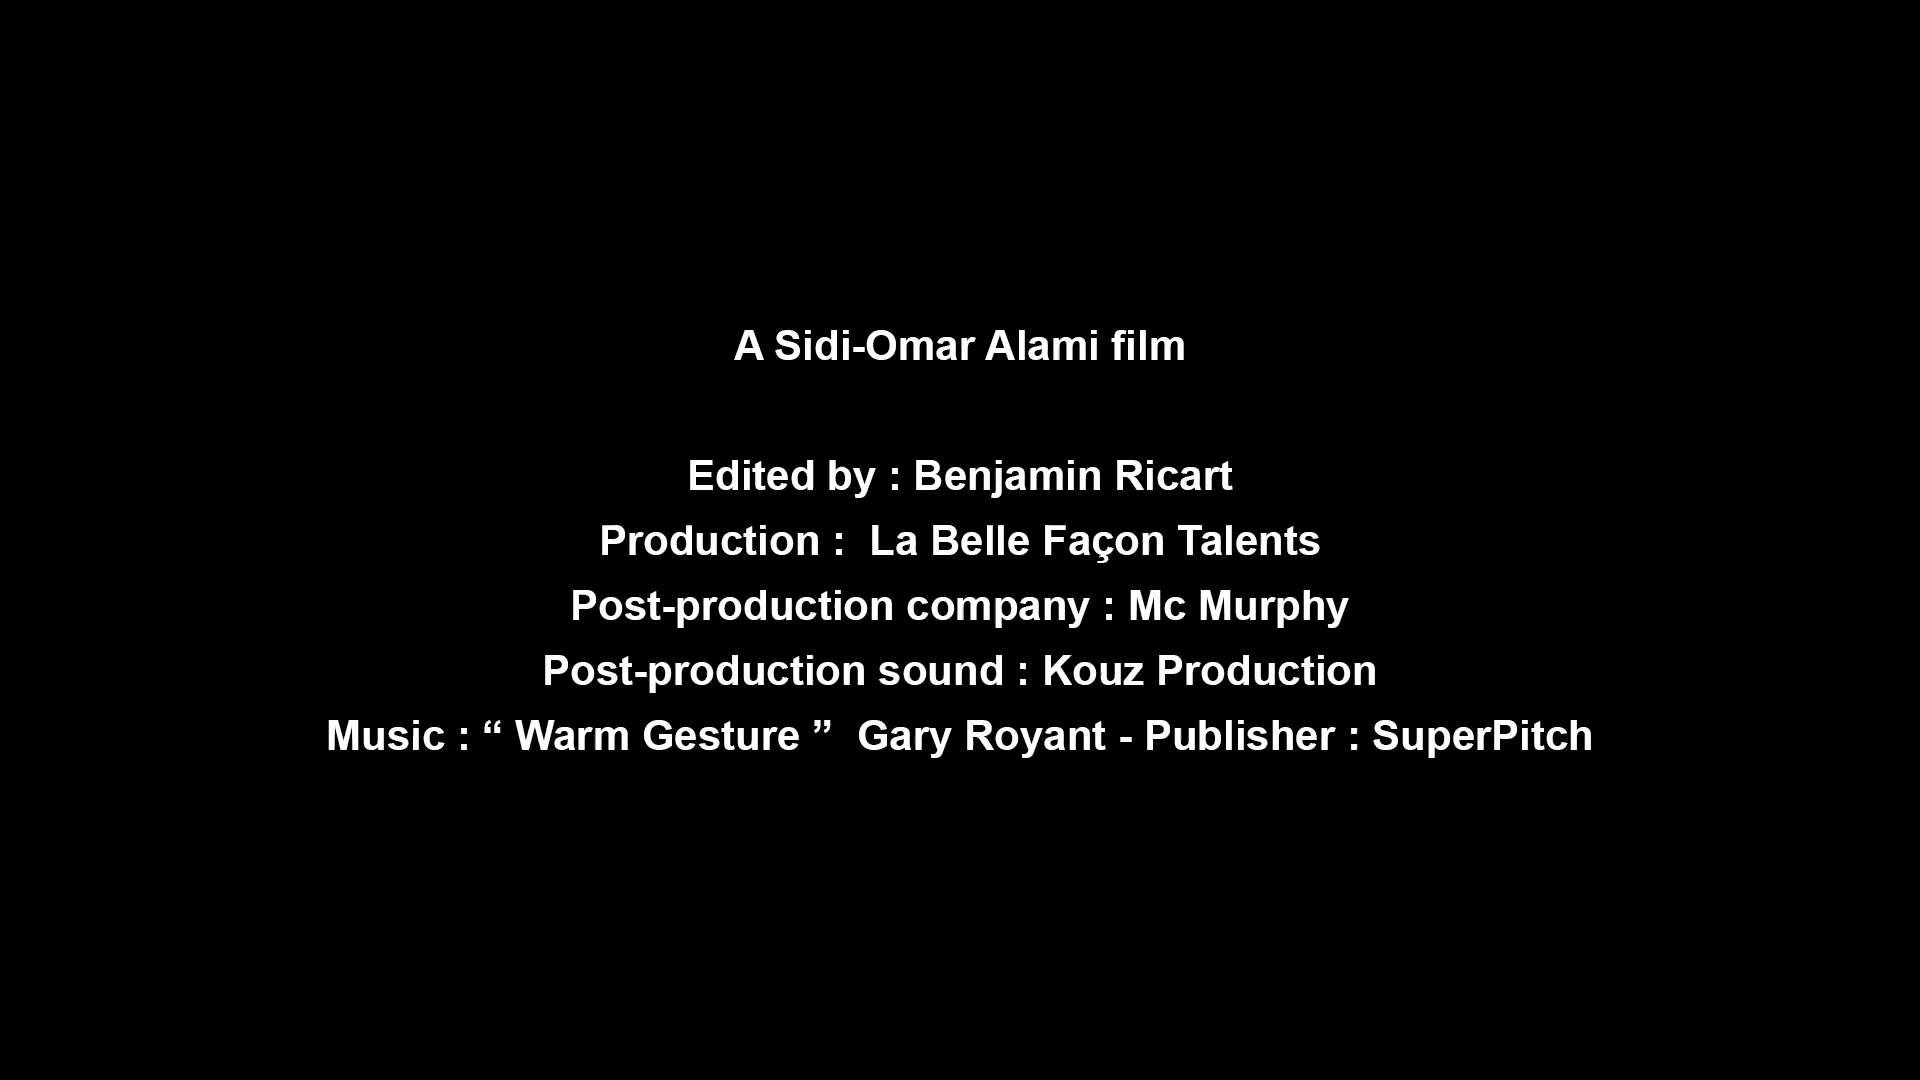 A Sidi-Omar Alami film
Edited by : Benjamin Ricart
Production :  La Belle Façon Talents
Post-production company : Mc Murphy
Post-production sound : Kouz Production
Music : “ Warm Gesture ”  Gary Royant - Publisher : SuperPitch